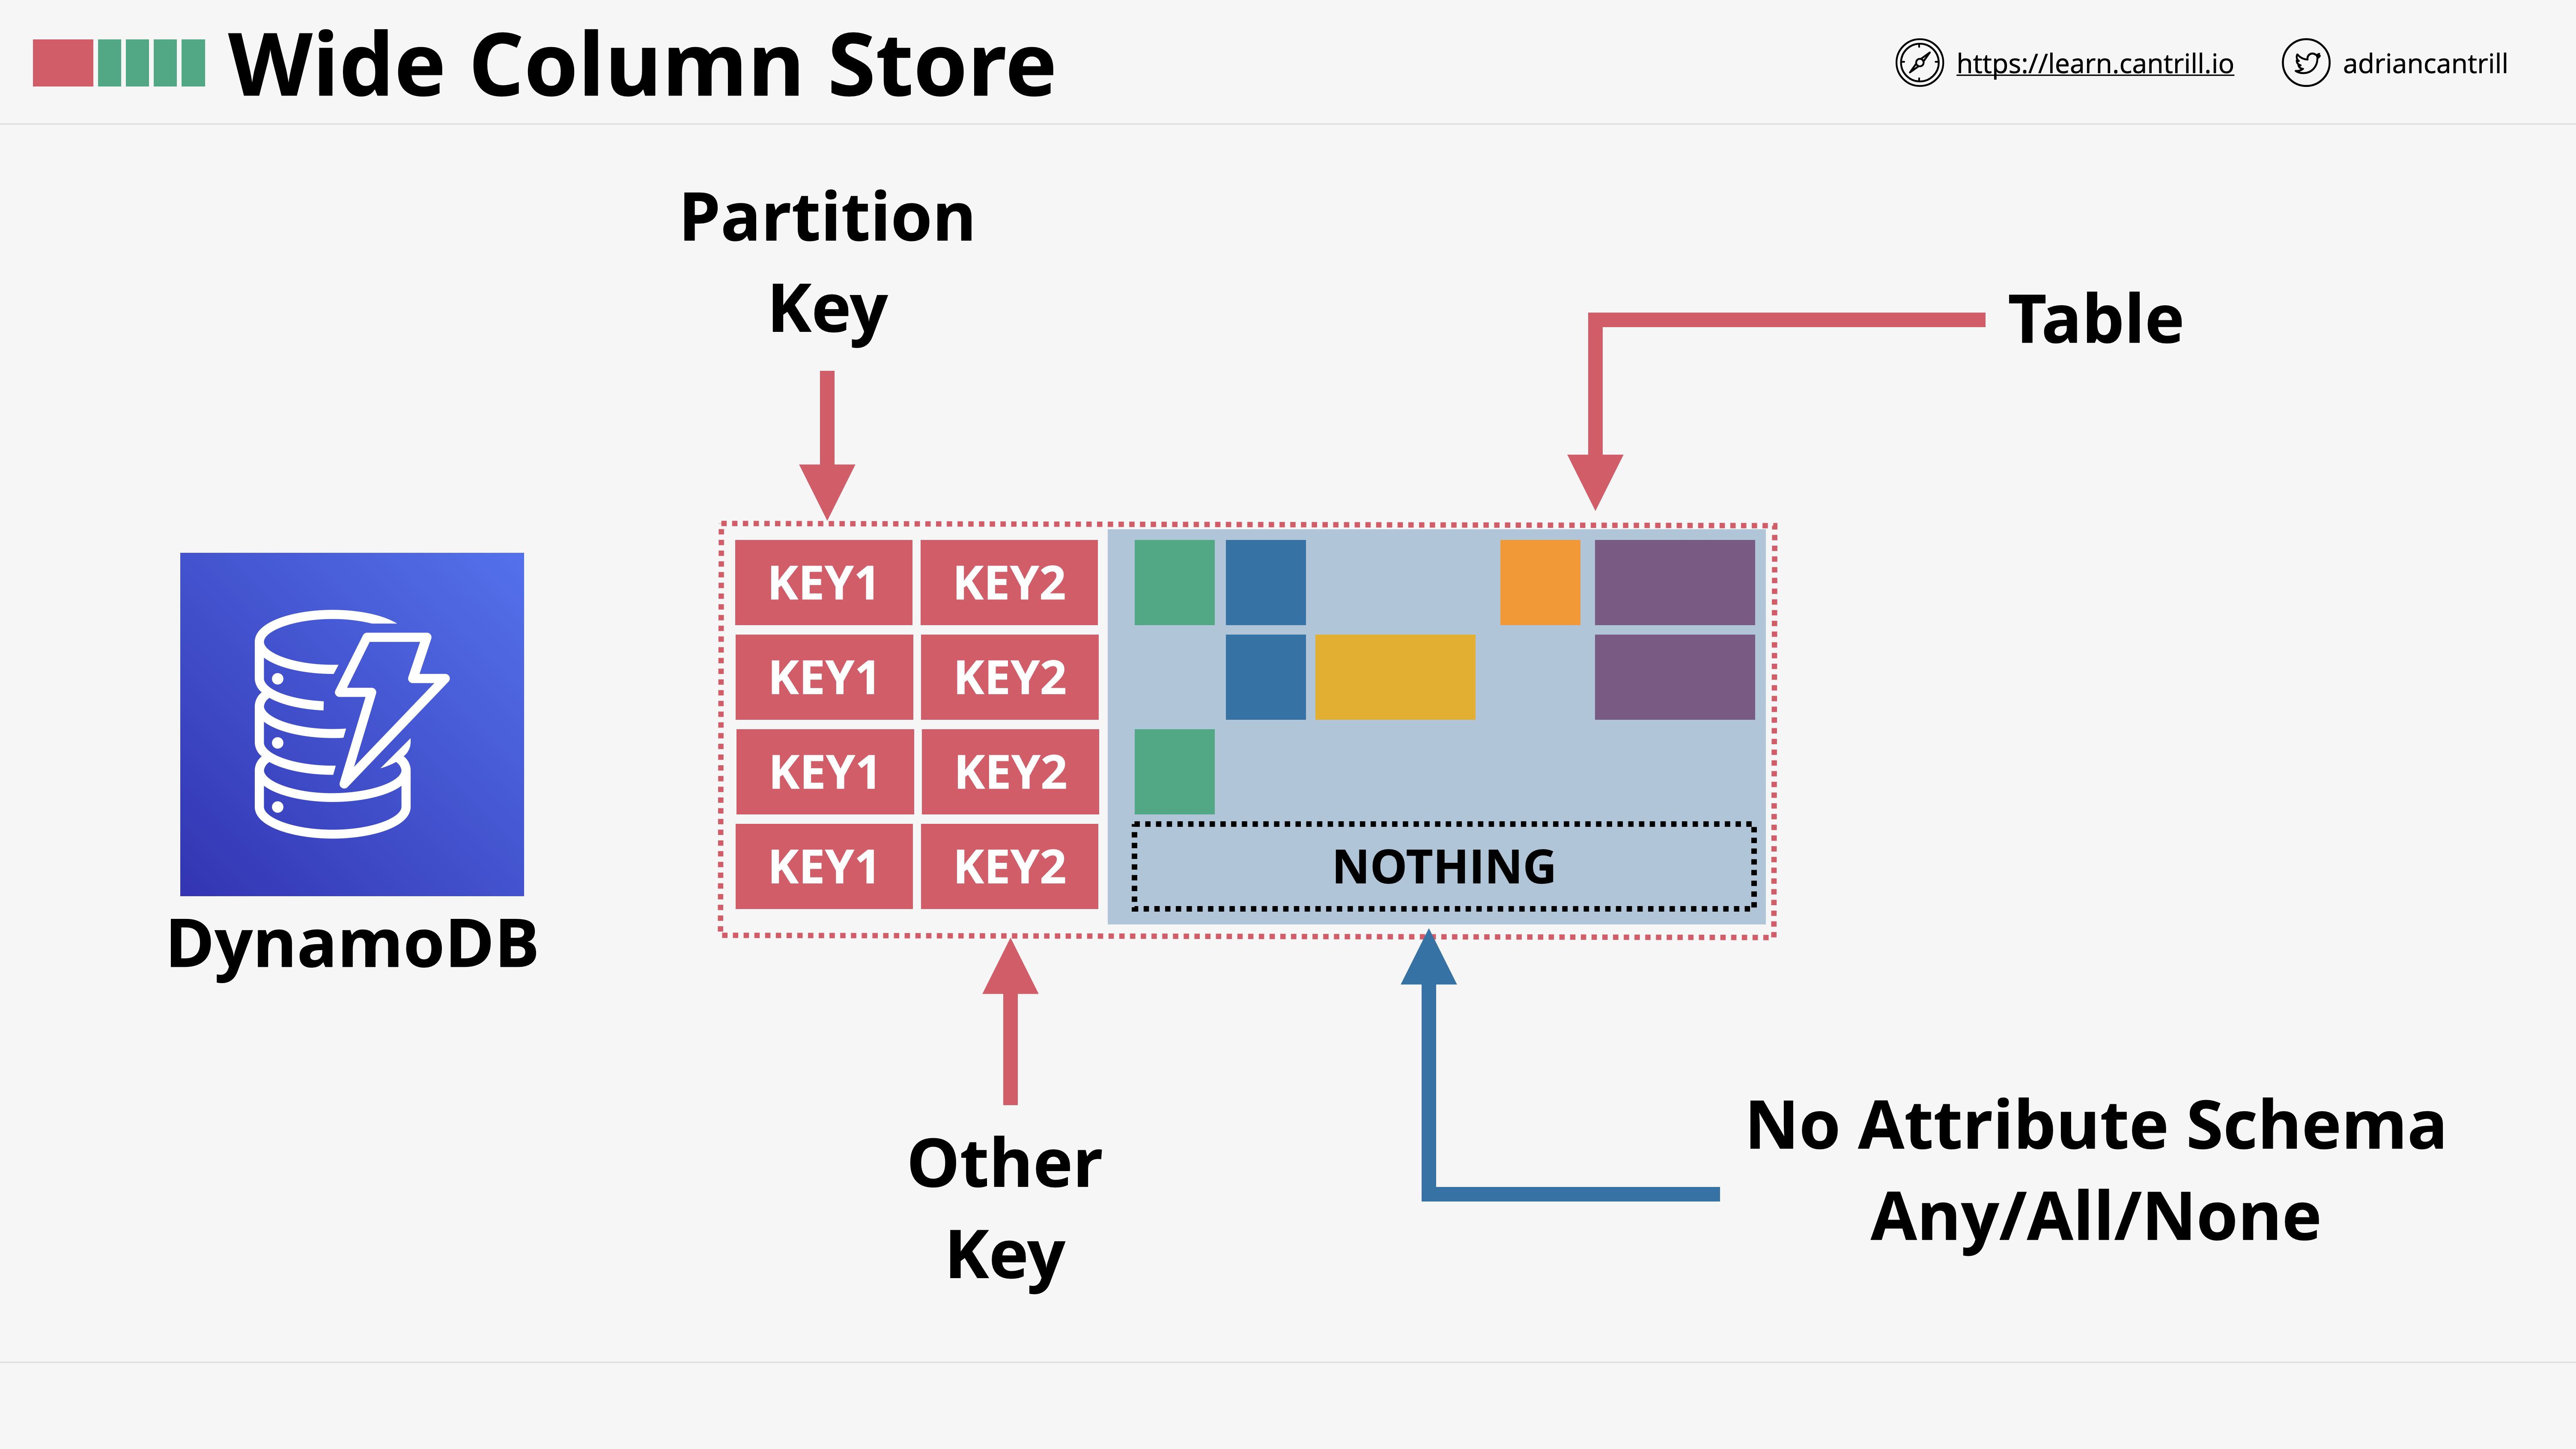 Wide Column Store
https://learn.cantrill.io
adriancantrill
Partition
Key
Table
KEY1 KEY2
KEY1 KEY2
KEY1 KEY2
KEY1 KEY2 NOTHING
DynamoDB
Other
Key
No Attribute Schema
Any/All/None